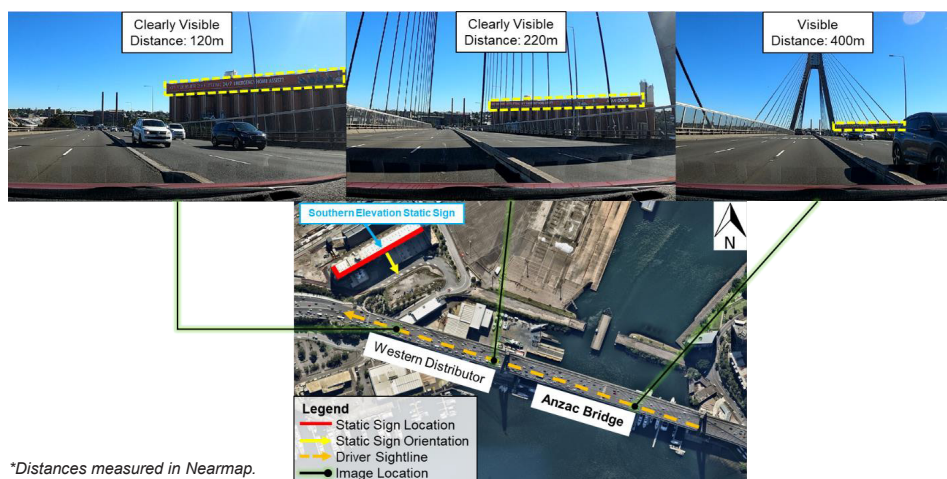 Clearly Visible
Distance: 120m
Clearly Visible
Distance: 220m
Visible
Distance: 400m
Southern Elevation Static Sign
N
Western Distributor
Anzac Bridge
Legend
Static Sign Location
Static Sign Orientation
Driver Sightline
Image Location
*Distances measured in Nearmap.